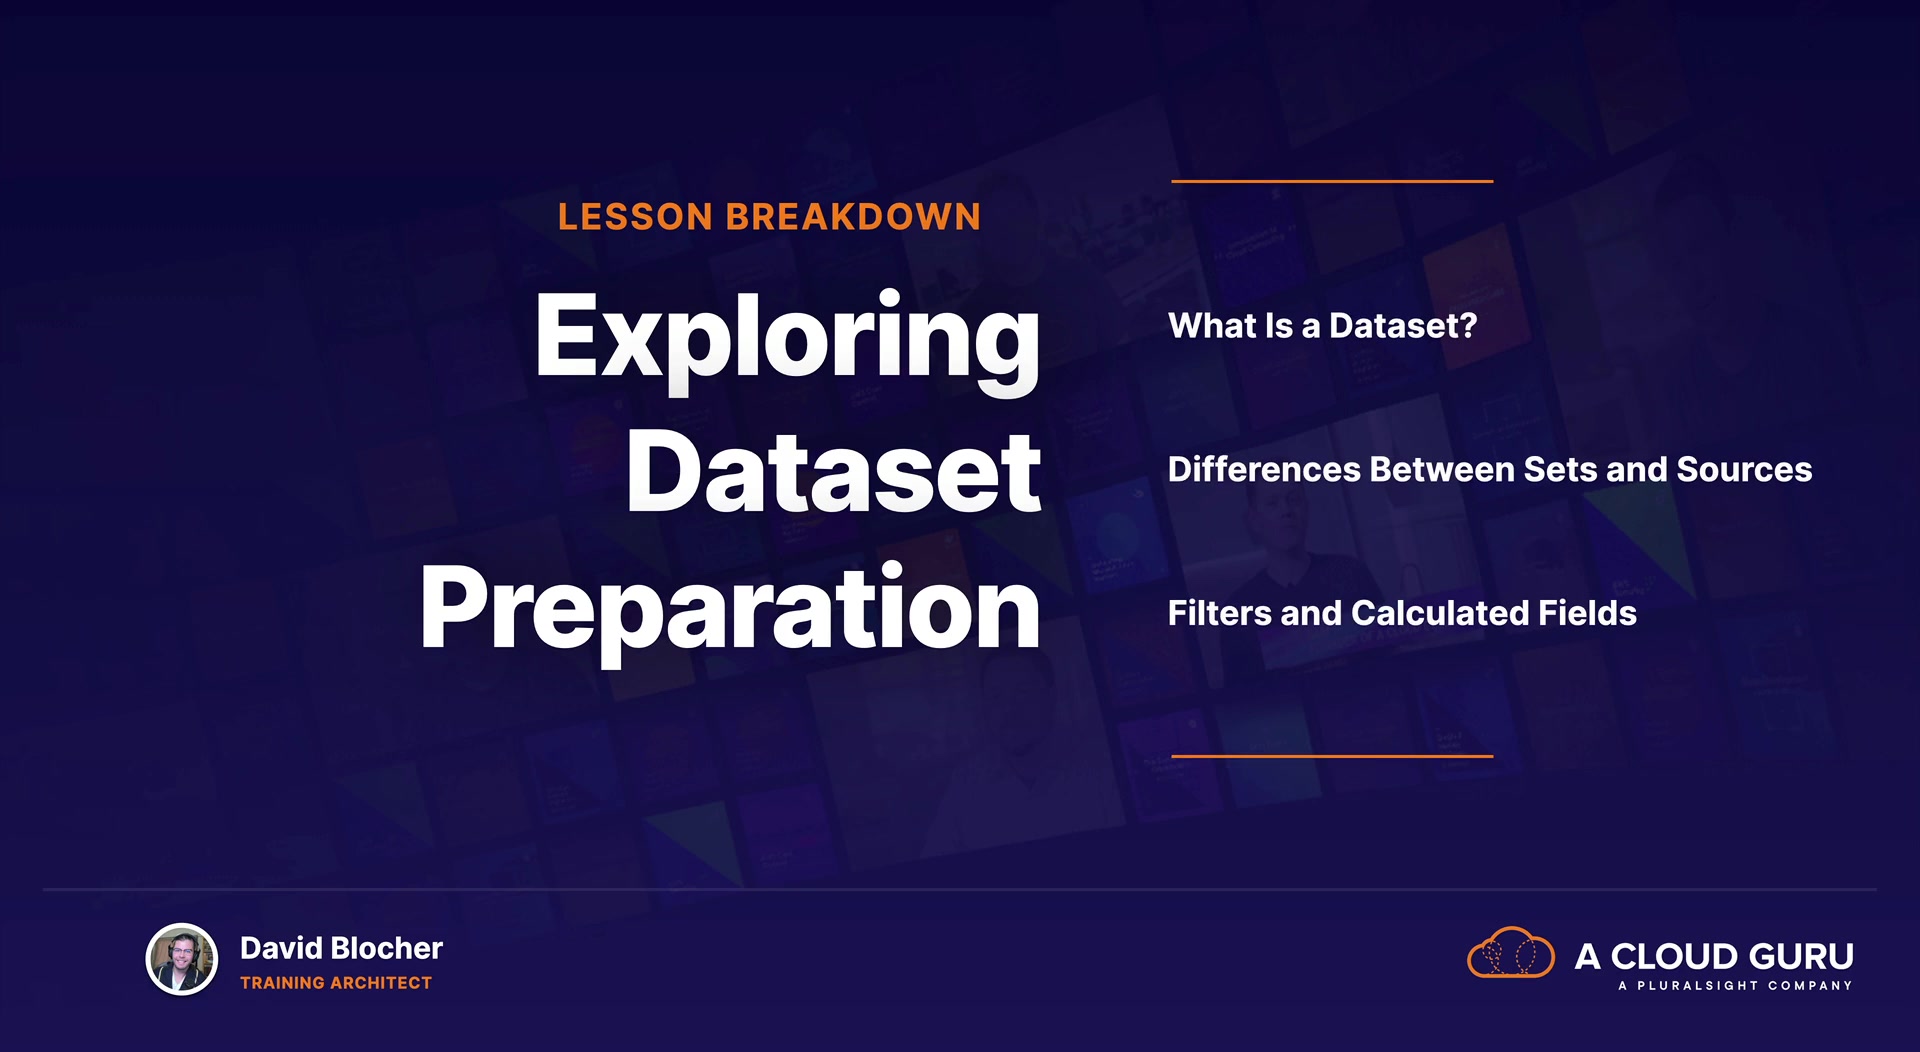 LESSON BREAKDOWN
Exploring
Dataset
Preparation
What Is a Dataset?
Differences Between Sets and Sources
Filters and Calculated Fields
David Blocher
TRAINING ARCHITECT
A CLOUD GURU
A PLURALSIGHT COMPANY